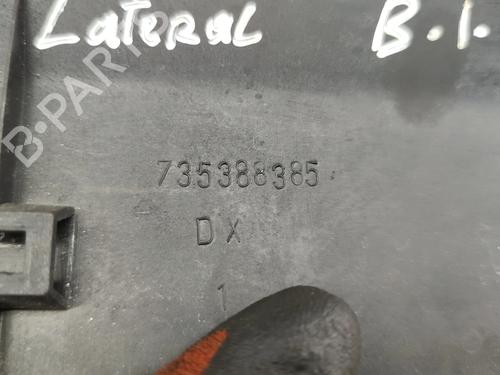 Lateral B.I.
B-PARTS
735388385
DX
1